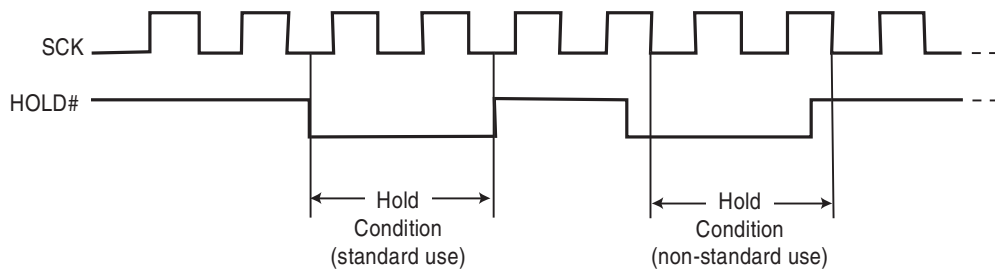 SCK
HOLD#
Hold
Condition
(standard use)
Hold
Condition
(non-standard use)